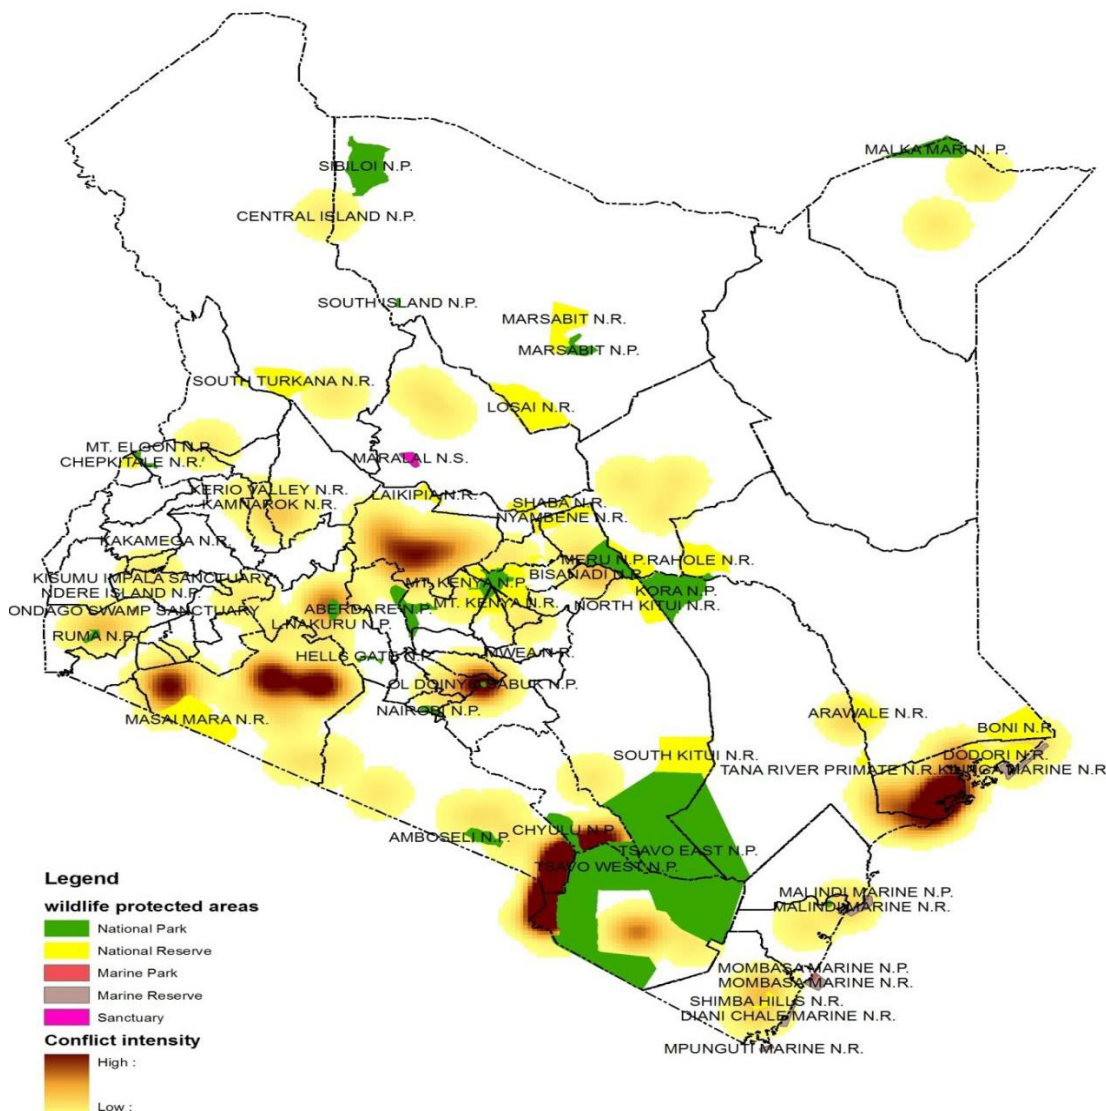 MALKA MARI N. P.
SIBILOI N.P.
CENTRAL ISLAND N.P.
SOUTH ISLAND N.P.
MARSABIT N.R.
MARSABIT N.P.
SOUTH TURKANA N.R.
LOSAI N.R.
MT. ELGON N.R.
CHEPKITALE N.R.
MARALAL N.S.
KERIO VALLEY N.R.
LAIKIPIA N.R.
KAMNAROK N.R.
SHABA N.R.
NYAMBENE N.R.
KAKAMEGA N.R.
MERU N.P.
RAHOLE N.R.
KISUMU IMPALA SANCTUARY
MT. KENYA N.P.
BISANADI N.R.
NDERE ISLAND N.P.
KORA N.P.
ONDAGO SWAMP SANCTUARY
ABERDARE N.P.
MT. KENYA N.R.
NORTH KITUI N.R.
L.NAKURU N.P.
RUMA N.P.
HELLS GATE N.P.
MWEA N.R.
OL DOINYO SABUK N.P.
NAIROBI N.P.
MASAI MARA N.R.
ARAWALE N.R.
BONI N.R.
SOUTH KITUI N.R.
DODORI N.R.
TANA RIVER PRIMATE N.R.
KIUNGA MARINE N.R
CHYULU N.P.
AMBOSELI N.P.
TSAVO EAST N.P.
TSAVO WEST N.P.
MALINDI MARINE N.P.
MALINDI MARINE N.R.
MOMBASA MARINE N.P.
MOMBASA MARINE N.R.
SHIMBA HILLS N.R.
DIANI CHALE MARINE N.R.
MPUNGUTI MARINE N.R.
Legend
wildlife protected areas
National Park
National Reserve
Marine Park
Marine Reserve
Sanctuary
Conflict intensity
High :
Low :